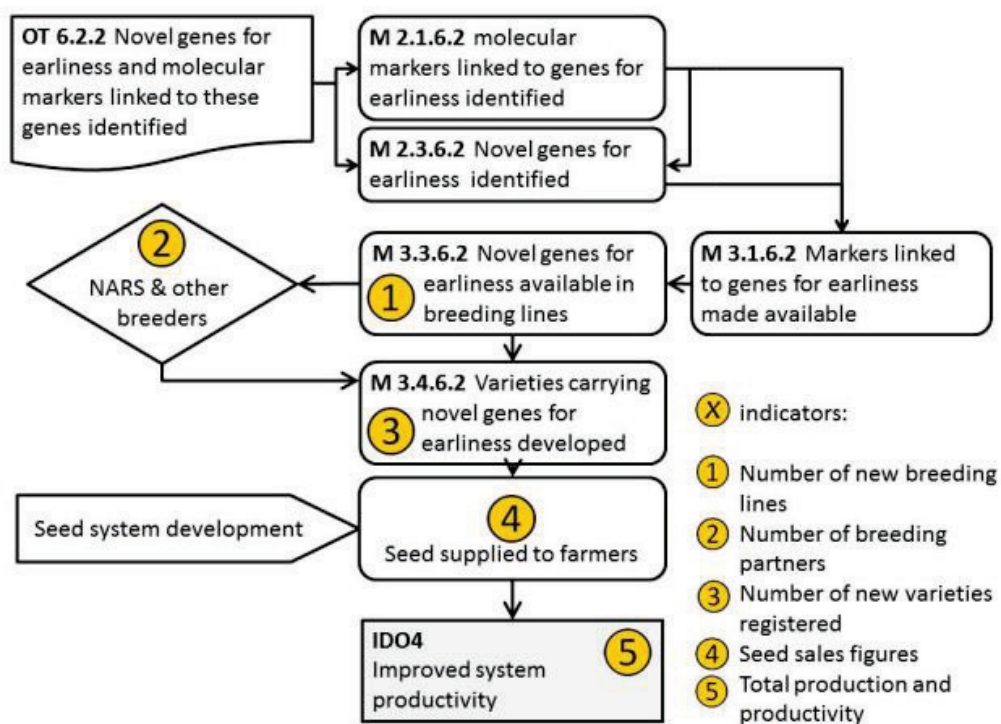 OT 6.2.2 Novel genes for
earliness and molecular
markers linked to these
genes identified
M 2.1.6.2 molecular
markers linked to genes for
earliness identified
M 2.3.6.2 Novel genes for
earliness identified
2
NARS & other
breeders
M 3.3.6.2 Novel genes for
earliness available in
1
breeding lines
M 3.1.6.2 Markers linked
to genes for earliness
made available
M 3.4.6.2 Varieties carrying
novel genes for
3
earliness developed
Seed system development
4
Seed supplied to farmers
IDO4
Improved system
productivity
5
X indicators:
1 Number of new breeding
lines
2 Number of breeding
partners
3 Number of new varieties
registered
4 Seed sales figures
5 Total production and
productivity